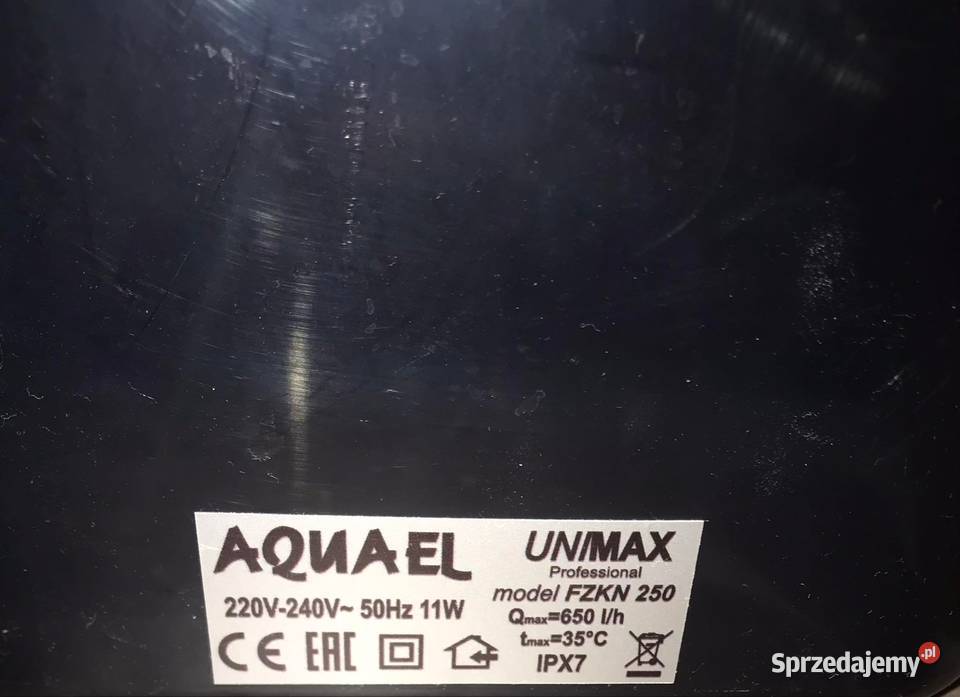 AQUAEL
220V-240V~ 50Hz 11W
CE EAC
UNIMAX
Professional
model FZKN 250
Qmax=650 l/h
tmax=35°C
IPX7
Sprzedajemy.pl